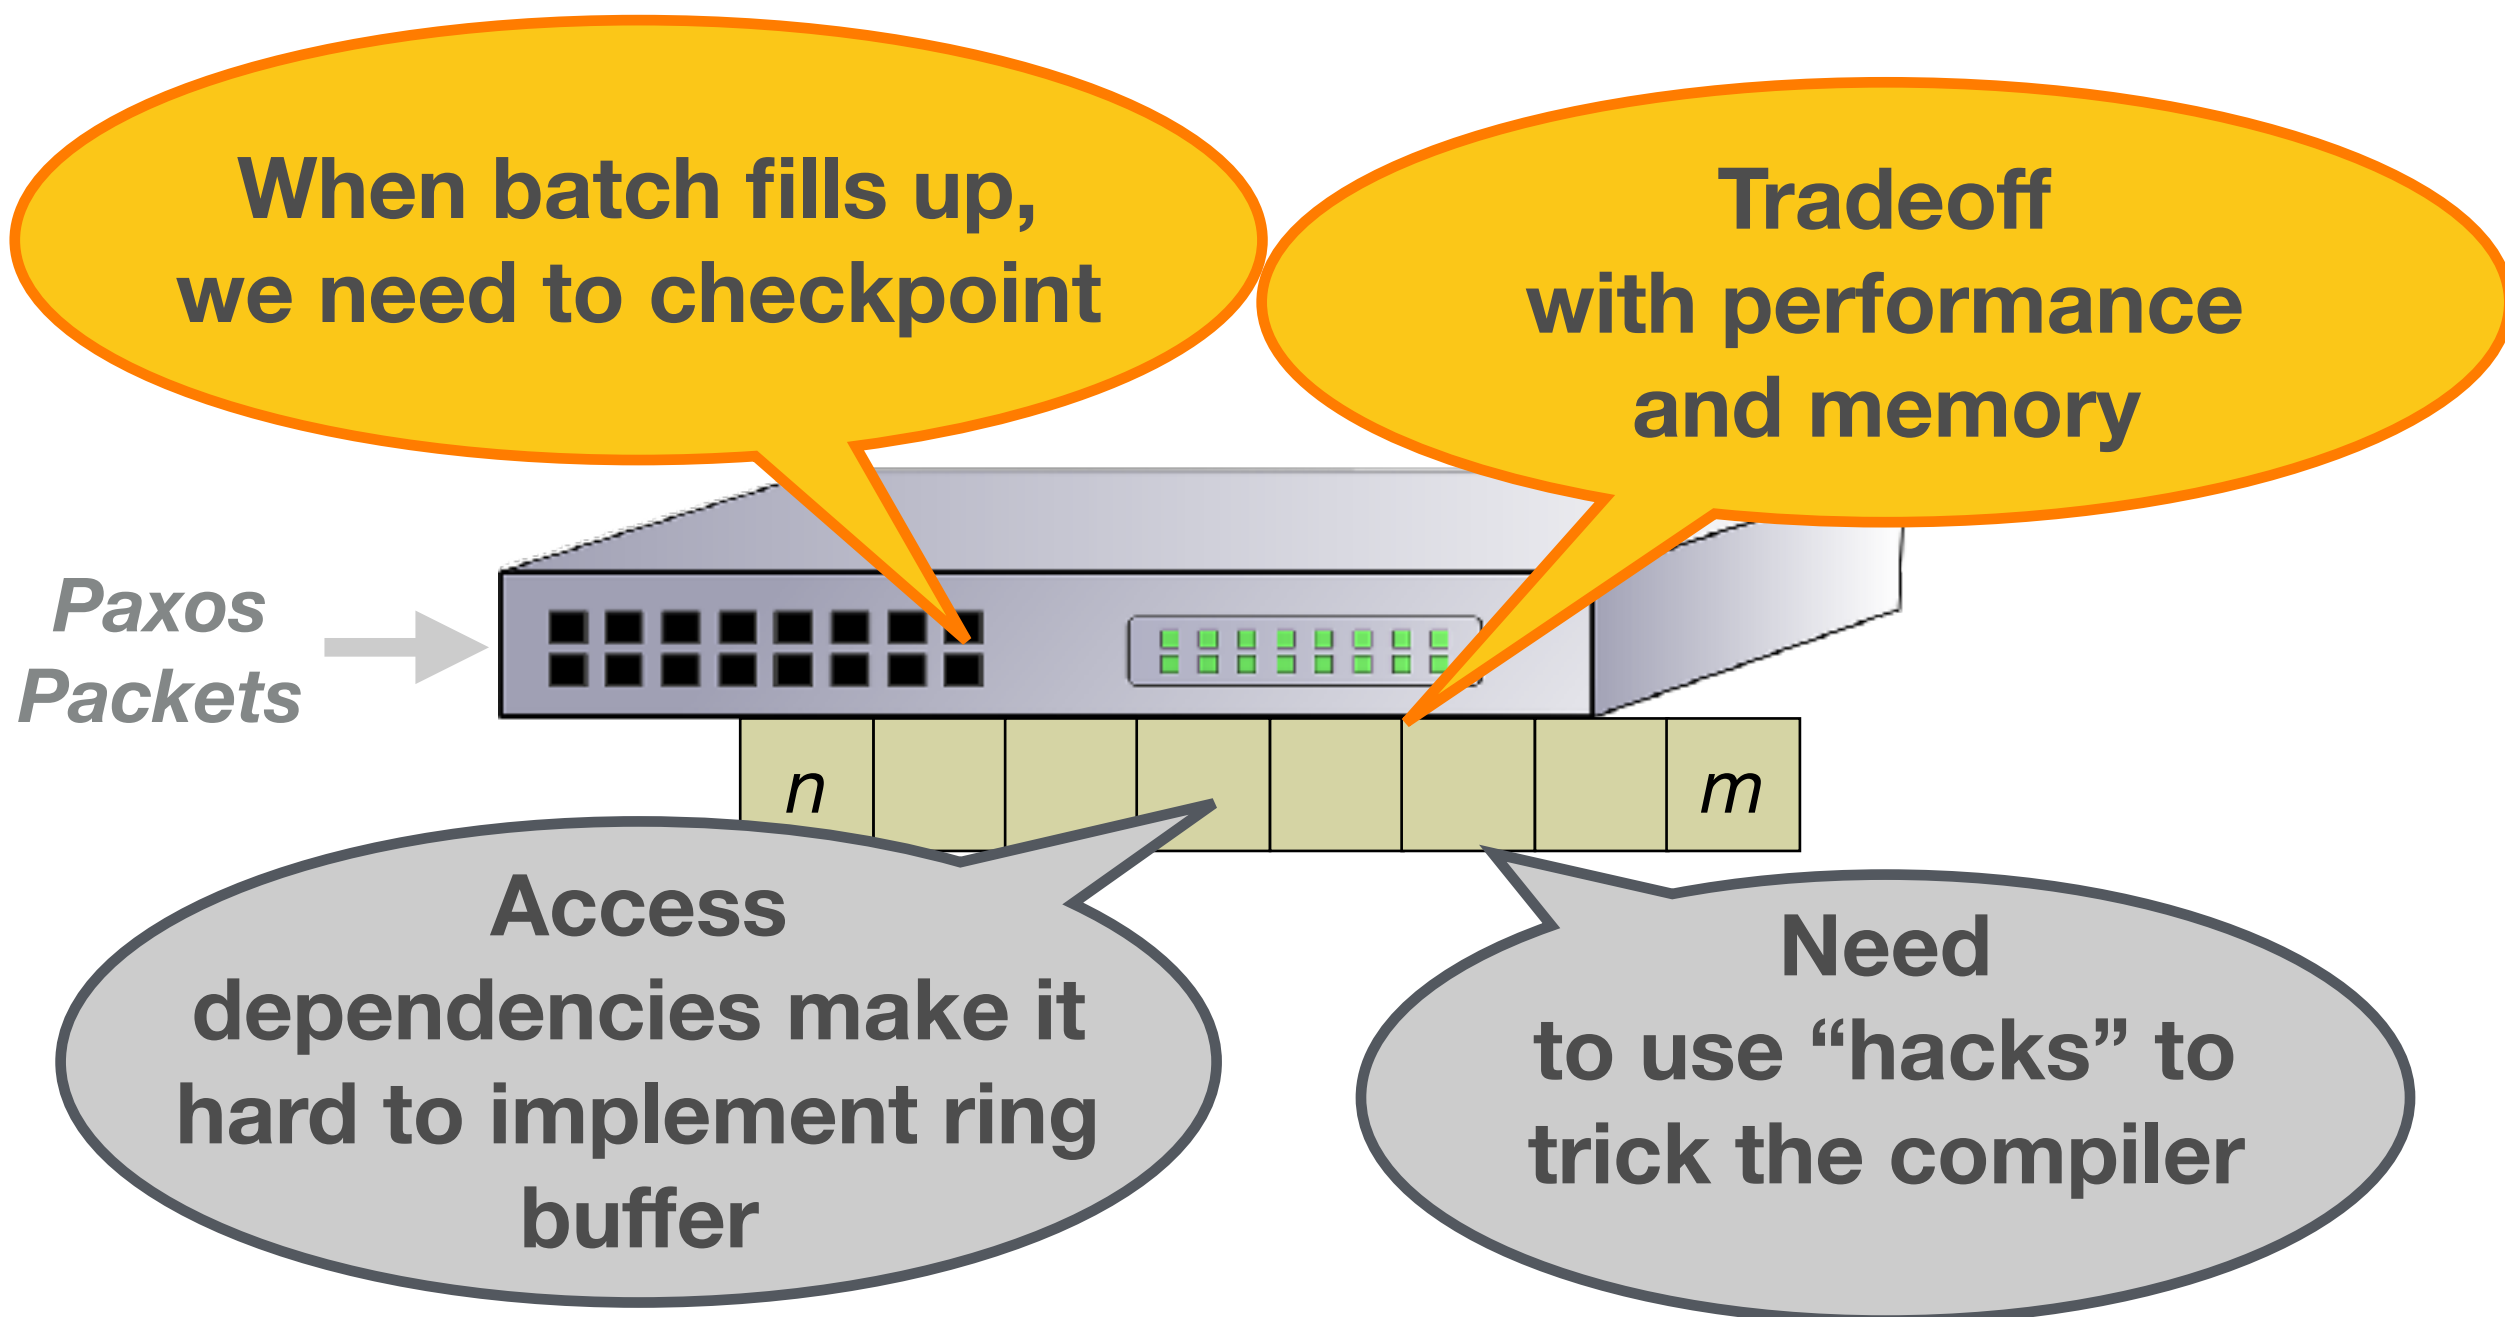 When batch fills up,
we need to checkpoint
Tradeoff
with performance
and memory
Paxos
Packets
n
m
Access
dependencies make it
hard to implement ring
buffer
Need
to use “hacks” to
trick the compiler